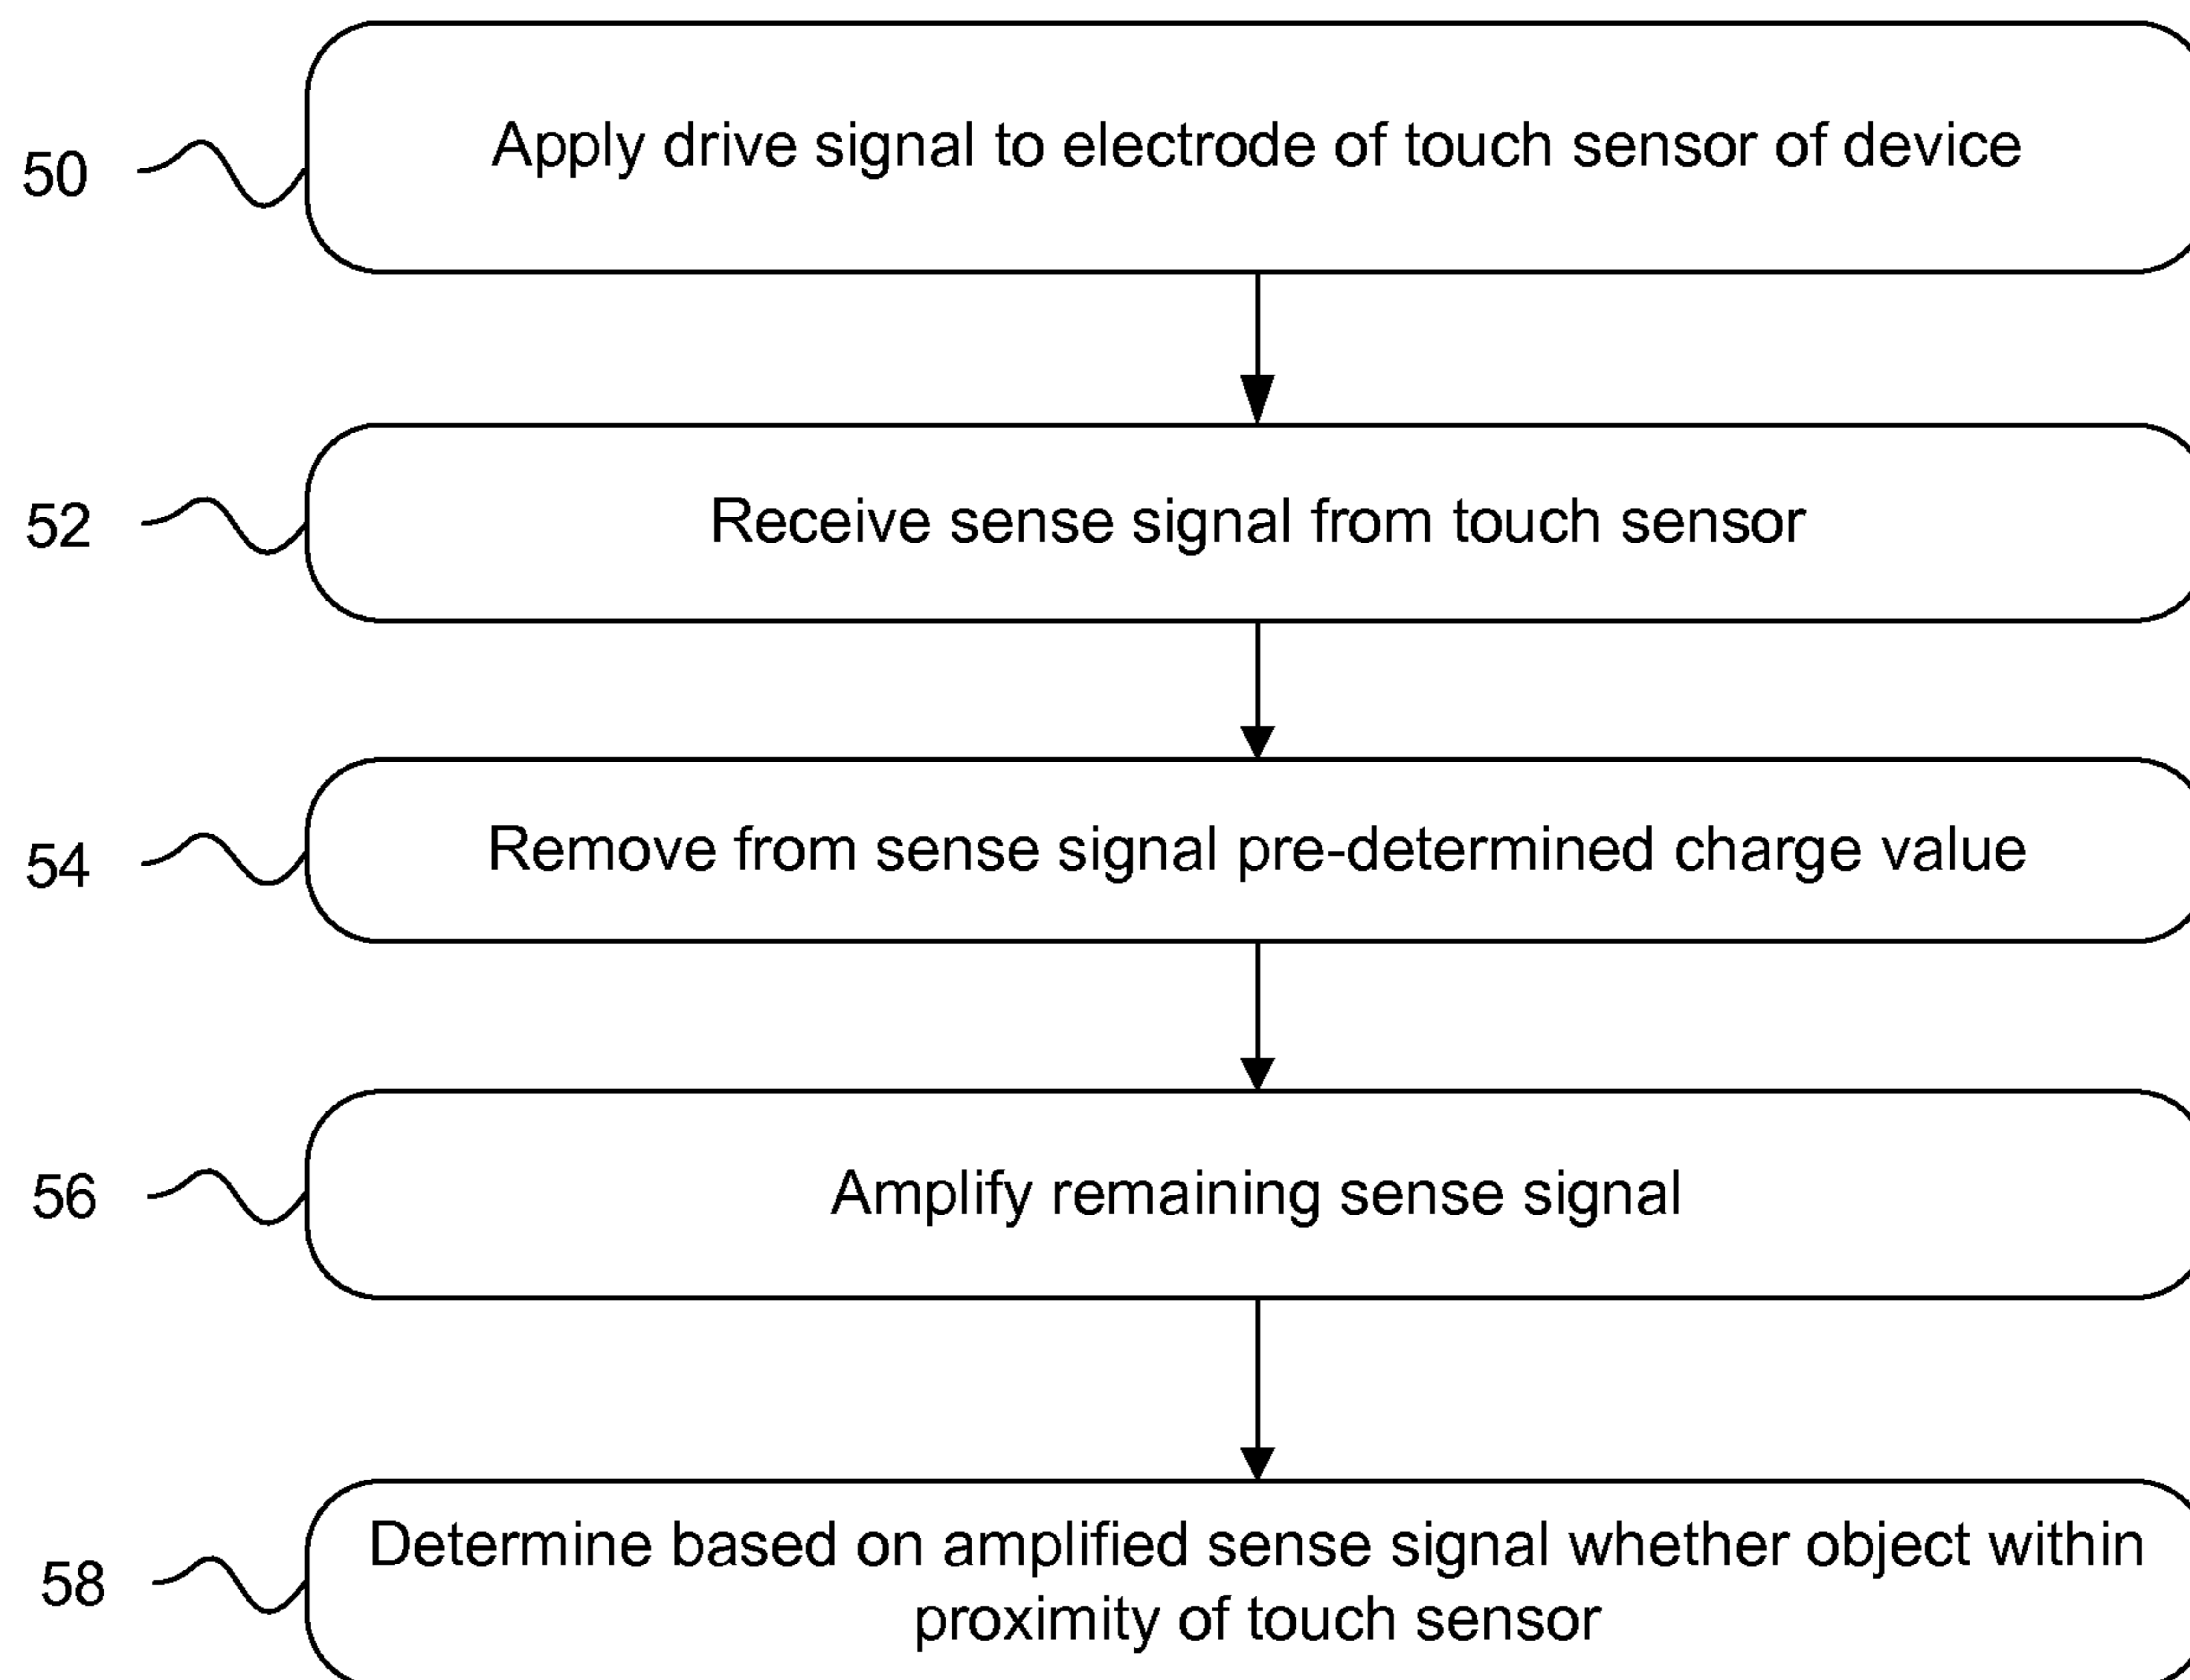 50
Apply drive signal to electrode of touch sensor of device
52
Receive sense signal from touch sensor
54
Remove from sense signal pre-determined charge value
56
Amplify remaining sense signal
58
Determine based on amplified sense signal whether object within
proximity of touch sensor